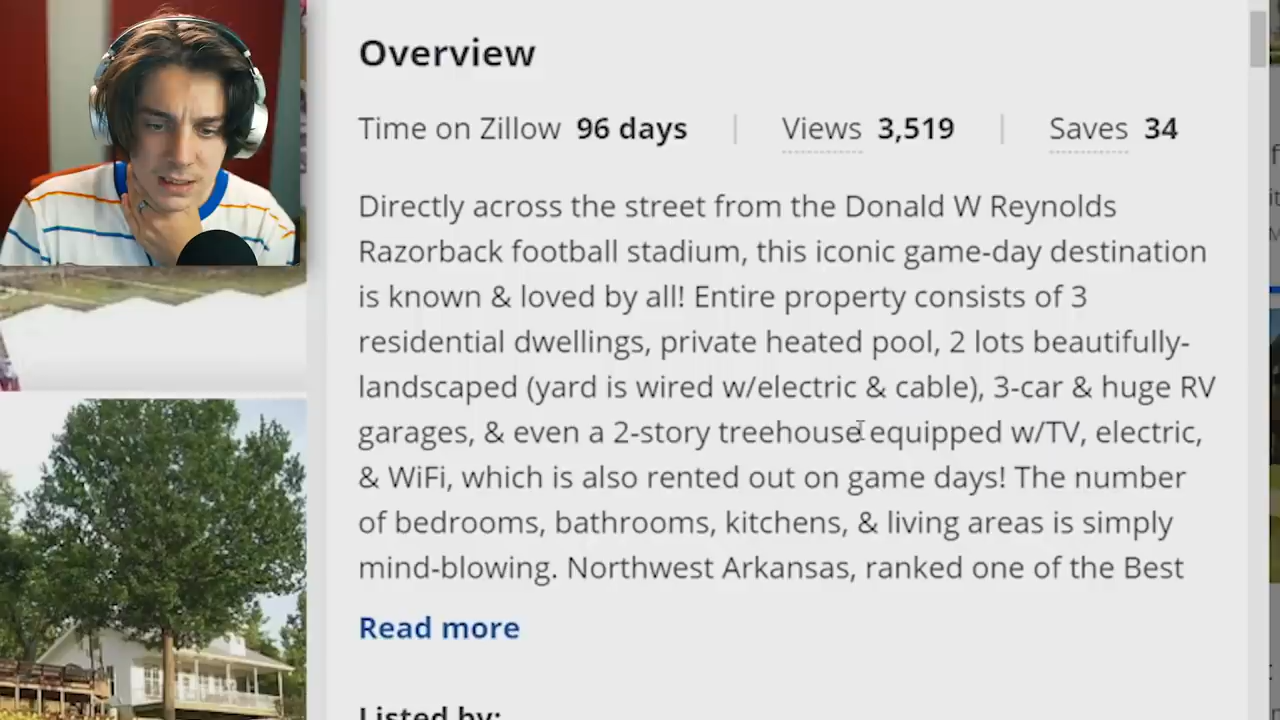 Overview
Time on Zillow 96 days | Views 3,519 | Saves 34
Directly across the street from the Donald W Reynolds
Razorback football stadium, this iconic game-day destination
is known & loved by all! Entire property consists of 3
residential dwellings, private heated pool, 2 lots beautifully-
landscaped (yard is wired w/electric & cable), 3-car & huge RV
garages, & even a 2-story treehouse equipped w/TV, electric,
& WiFi, which is also rented out on game days! The number
of bedrooms, bathrooms, kitchens, & living areas is simply
mind-blowing. Northwest Arkansas, ranked one of the Best
Read more
Listed by: